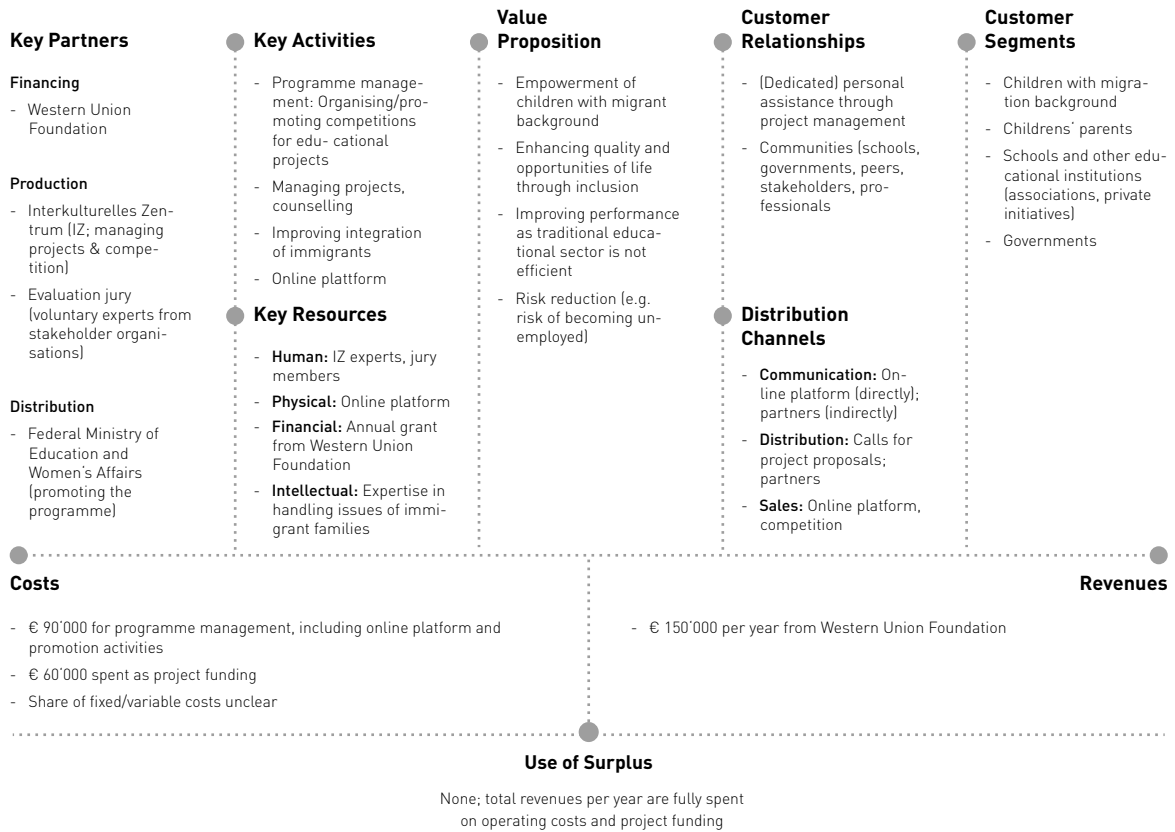 Key Partners
Financing
- Western Union
Foundation
Production
- Interkulturelles Zen-
trum (IZ; managing
projects & compe-
tition)
- Evaluation jury
(voluntary experts from
stakeholder organi-
sations)
Distribution
- Federal Ministry of
Education and
Women's Affairs
(promoting the
programme)
Key Activities
- Programme manage-
ment: Organising/pro-
moting competitions
for edu- cational
projects
- Managing projects,
counselling
- Improving integration
of immigrants
- Online plattform
Key Resources
- Human: IZ experts, jury
members
- Physical: Online platform
- Financial: Annual grant
from Western Union
Foundation
- Intellectual: Expertise in
handling issues of immi-
grant families
Value
Proposition
- Empowerment of
children with migrant
background
- Enhancing quality and
opportunities of life
through inclusion
- Improving performance
as traditional educa-
tional sector is not
efficient
- Risk reduction (e.g.
risk of becoming un-
employed)
Customer
Relationships
- (Dedicated) personal
assistance through
project management
- Communities (schools,
governments, peers,
stakeholders, pro-
fessionals
Distribution
Channels
- Communication: On-
line platform (directly);
partners (indirectly)
- Distribution: Calls for
project proposals;
partners
- Sales: Online platform,
competition
Customer
Segments
- Children with migra-
tion background
- Childrens' parents
- Schools and other edu-
cational institutions
(associations, private
initiatives)
- Governments
Costs
- € 90'000 for programme management, including online platform and
promotion activities
- € 60'000 spent as project funding
- Share of fixed/variable costs unclear
Revenues
- € 150'000 per year from Western Union Foundation
Use of Surplus
None; total revenues per year are fully spent
on operating costs and project funding